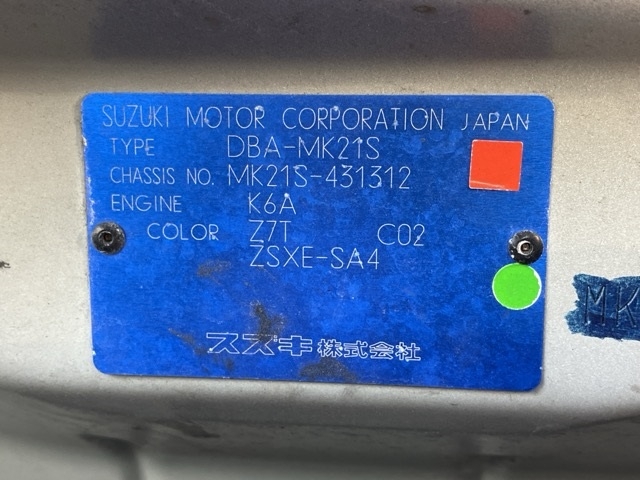 SUZUKI MOTOR CORPORATION JAPAN
TYPE DBA-MK21S
CHASSIS NO. MK21S-431312
ENGINE K6A
COLOR Z7T C02
ZSXE-SA4
スズキ株式会社
MK